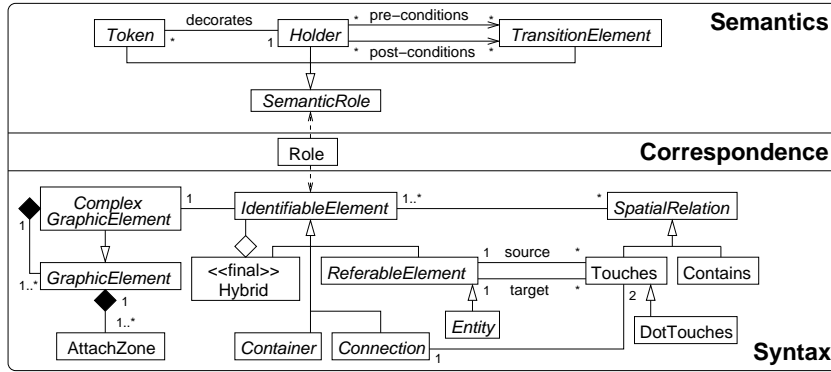 Semantics
decorates
pre−conditions
Token
*
1
Holder
*
*
*
*
TransitionElement
post−conditions
SemanticRole
Role
Correspondence
Complex
GraphicElement
1
IdentifiableElement
1..*
*
SpatialRelation
1
1..*
GraphicElement
1
1..*
AttachZone
<<final>>
Hybrid
ReferableElement
1
source
*
1
target
*
Touches
Contains
2
Entity
DotTouches
Container
Connection
1
Syntax